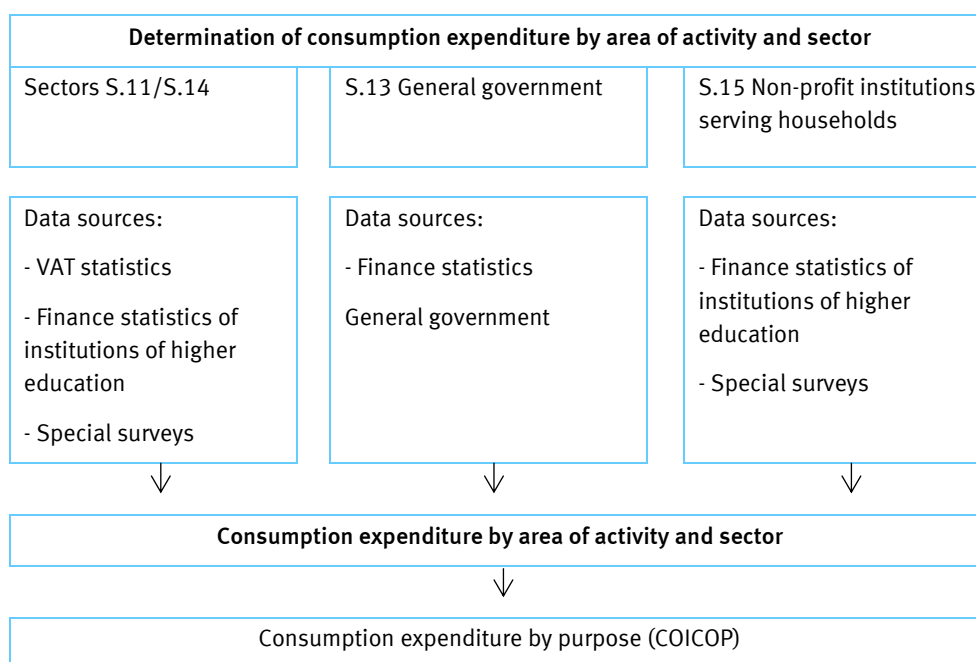 Determination of consumption expenditure by area of activity and sector
Sectors S.11/S.14
S.13 General government
S.15 Non-profit institutions
serving households
Data sources:
- VAT statistics
- Finance statistics of
institutions of higher
education
- Special surveys
Data sources:
- Finance statistics
General government
Data sources:
- Finance statistics of
institutions of higher
education
- Special surveys
Consumption expenditure by area of activity and sector
Consumption expenditure by purpose (COICOP)